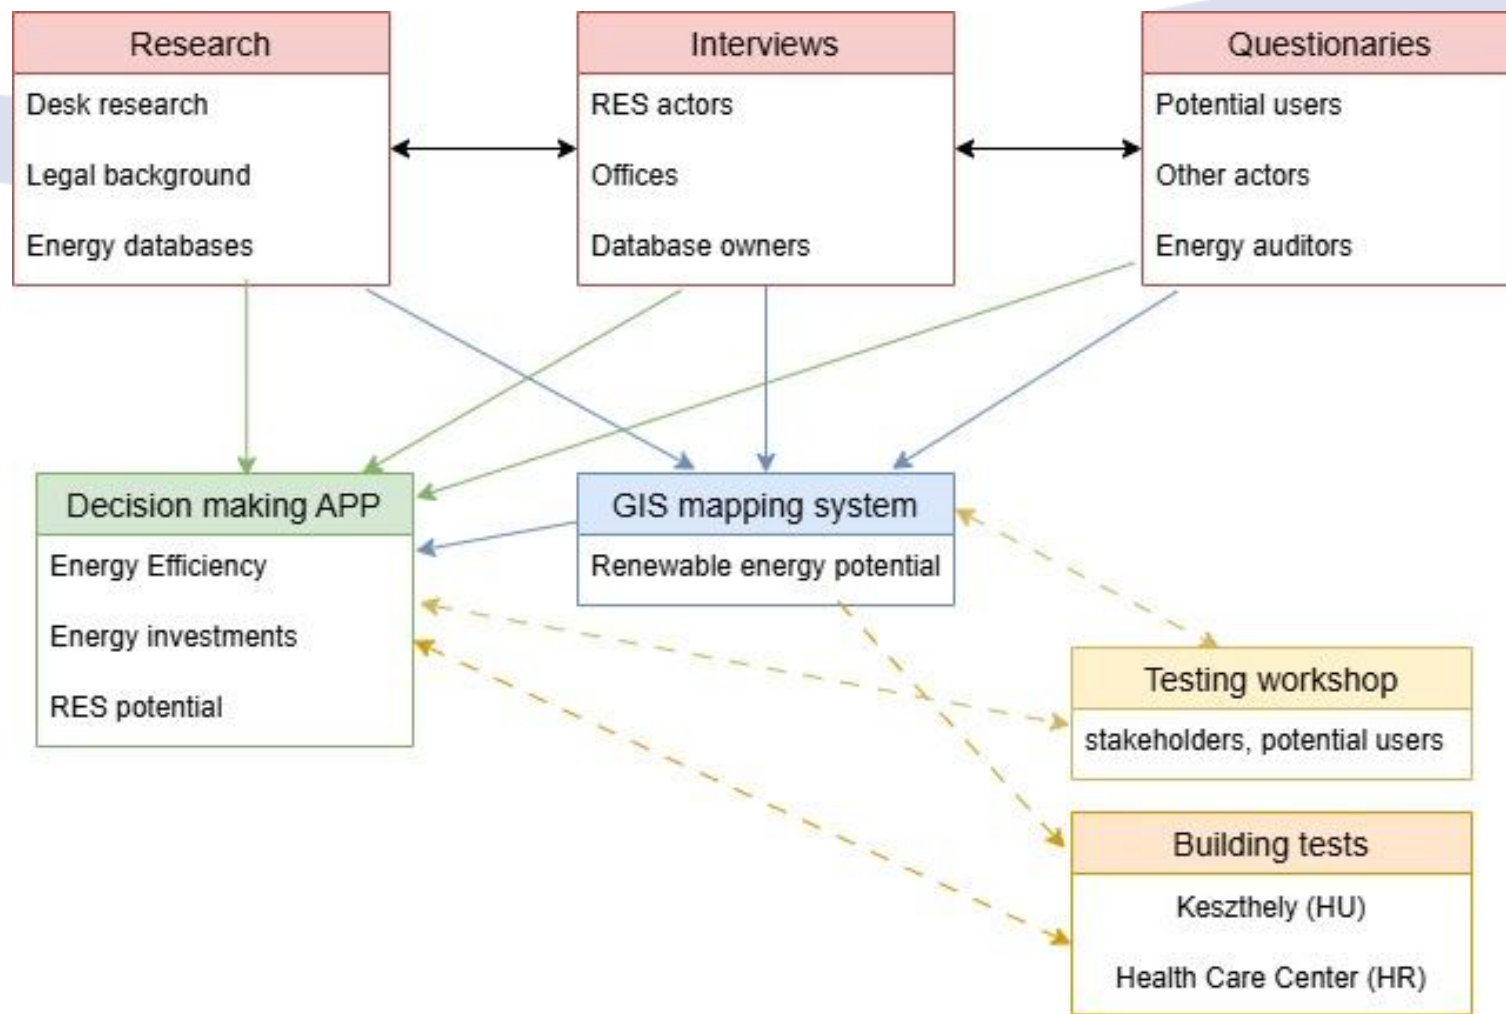 Research
Desk research
Legal background
Energy databases
Interviews
RES actors
Offices
Database owners
Questionaries
Potential users
Other actors
Energy auditors
Decision making APP
Energy Efficiency
Energy investments
RES potential
GIS mapping system
Renewable energy potential
Testing workshop
stakeholders, potential users
Building tests
Keszthely (HU)
Health Care Center (HR)